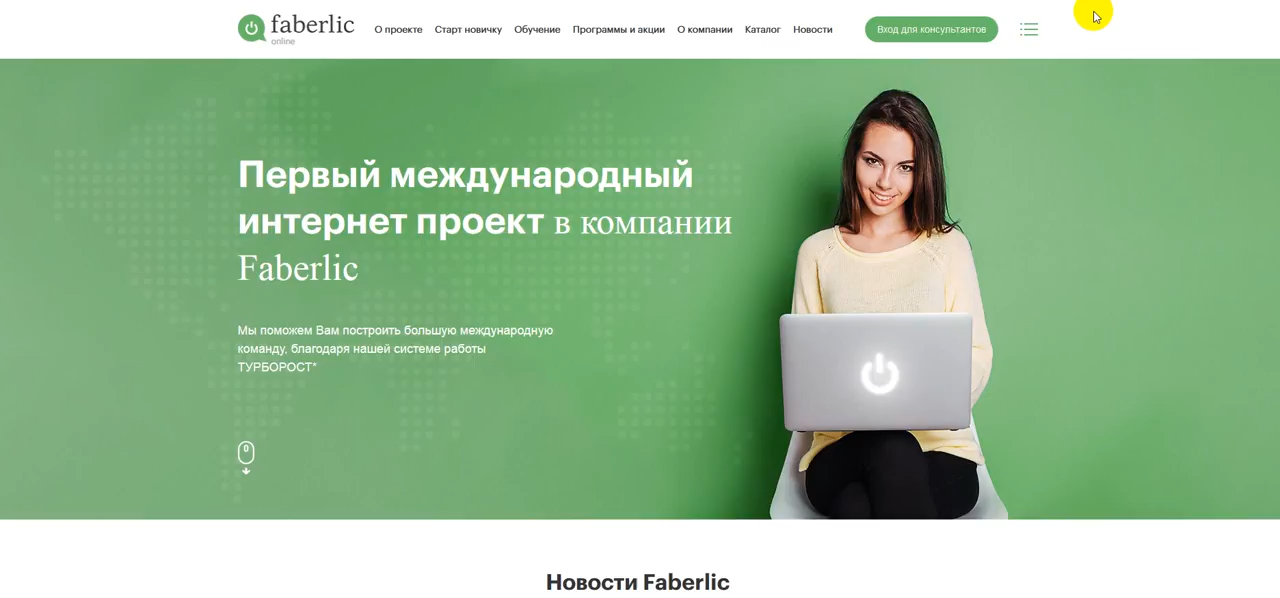 faberlic
online
О проекте
Старт новичку
Обучение
Программы и акции
О компании
Каталог
Новости
Вход для консультантов
Первый международный
интернет проект в компании
Faberlic
Мы поможем Вам построить большую международную
команду, благодаря нашей системе работы
ТУРБОРОСТ*
Новости Faberlic